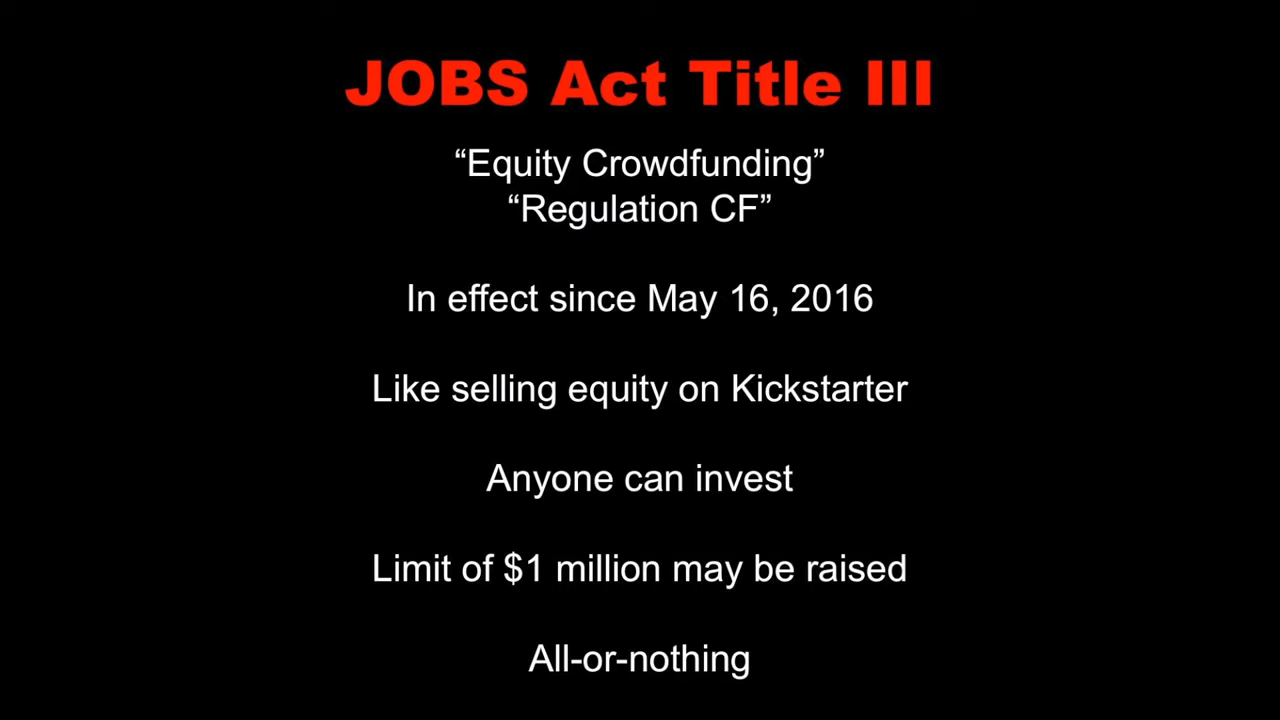 JOBS Act Title III
“Equity Crowdfunding”
“Regulation CF”
In effect since May 16, 2016
Like selling equity on Kickstarter
Anyone can invest
Limit of $1 million may be raised
All-or-nothing